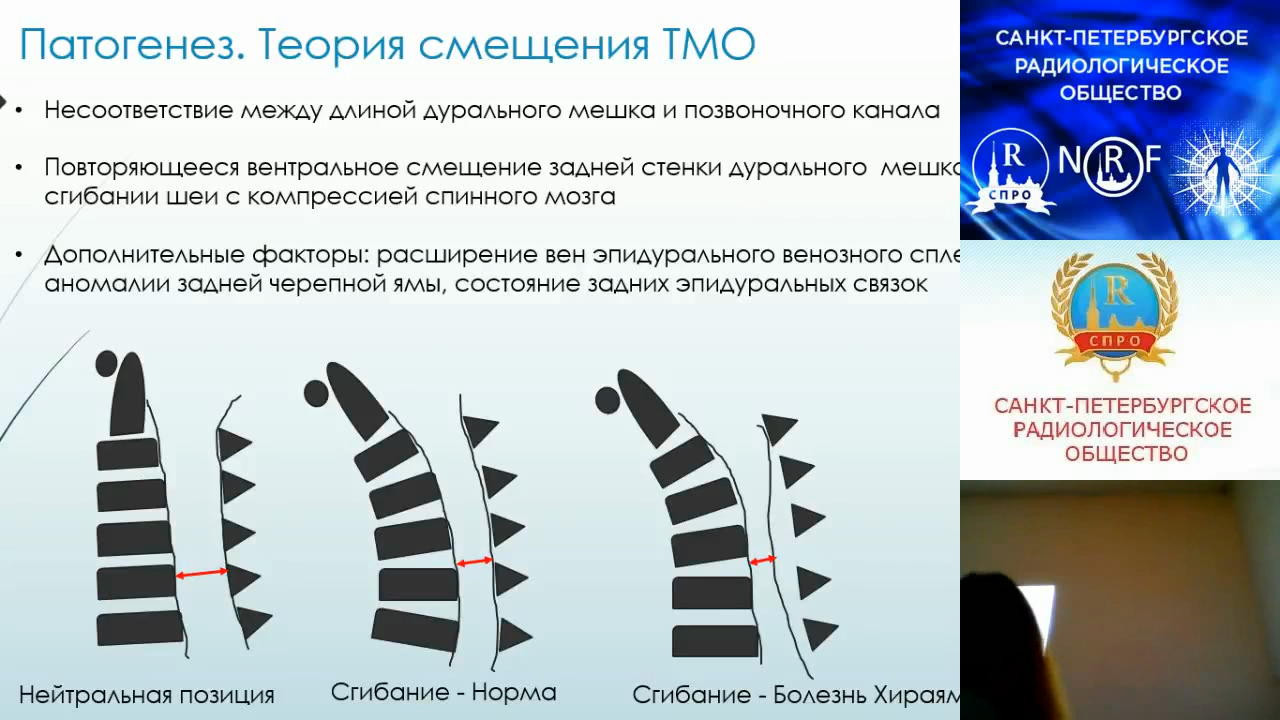 Патогенез. Теория смещения ТМО
• Несоответствие между длиной дурального мешка и позвоночного канала
• Повторяющееся вентральное смещение задней стенки дурального мешка
сгибании шеи с компрессией спинного мозга
• Дополнительные факторы: расширение вен эпидурального венозного спле
аномалии задней черепной ямы, состояние задних эпидуральных связок
Нейтральная позиция
Сгибание - Норма
Сгибание - Болезнь Хираям
САНКТ-ПЕТЕРБУРГСКОЕ
РАДИОЛОГИЧЕСКОЕ
ОБЩЕСТВО
R
СПРО
N R F
R
СПРО
САНКТ-ПЕТЕРБУРГСКОЕ
РАДИОЛОГИЧЕСКОЕ
ОБЩЕСТВО